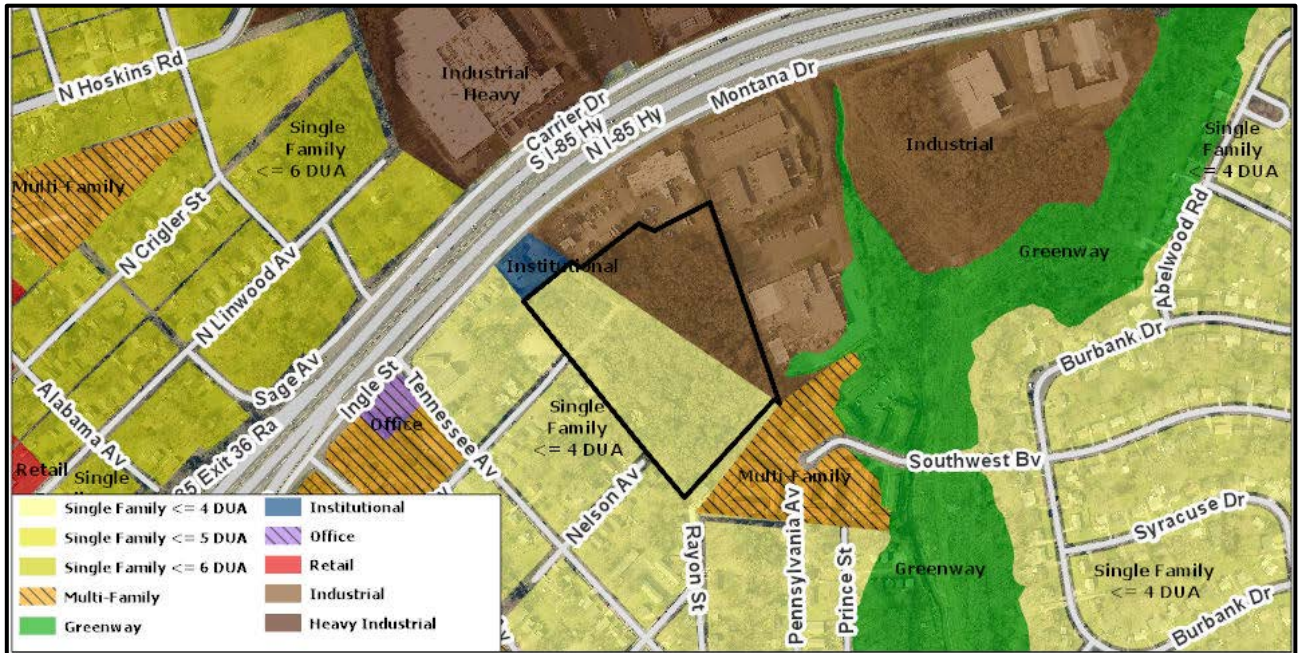 N Hoskins Rd
Industrial
- Heavy
Carrier Dr
S I-85 Hy
N I-85 Hy
Montana Dr
Single
Family
<= 6 DUA
Industrial
Single
Family
<= 4 DUA
Multi-Family
N Crigler St
Abelwood Rd
Greenway
Institutional
N Linwood Av
Burbank Dr
Sage Av
Ingle St
Tennessee Av
Alabama Av
Office
Single
Family
<= 4 DUA
85 Exit 36 Ra
Retail
Single
Multi-Family
Southwest Bv
Nelson Av
Syracuse Dr
Rayon St
Pennsylvania Av
Prince St
Greenway
Single Family
<= 4 DUA
Burbank Dr
Single Family <= 4 DUA
Single Family <= 5 DUA
Single Family <= 6 DUA
Multi-Family
Greenway
Institutional
Office
Retail
Industrial
Heavy Industrial